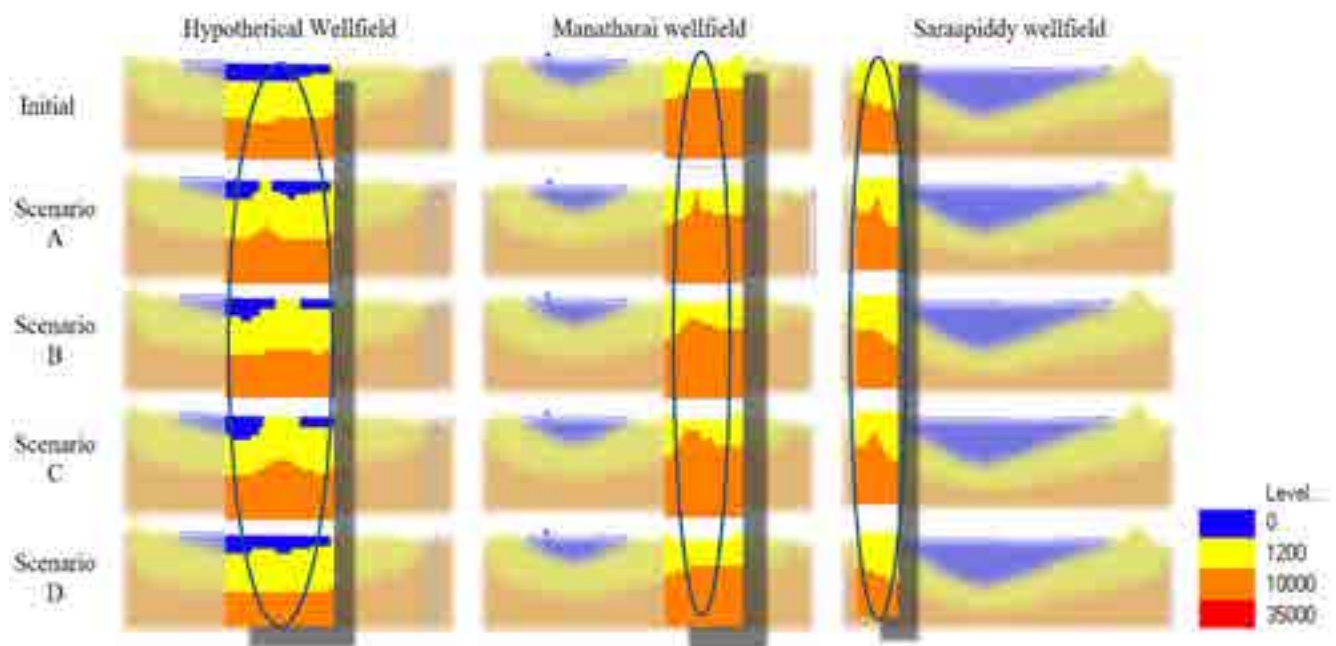 Hypothetical Wellfield
Manatharai wellfield
Saraapiddy wellfield
Initial
Scenario
A
Scenario
B
Scenario
C
Scenario
D
Level...
0
1200
10000
35000